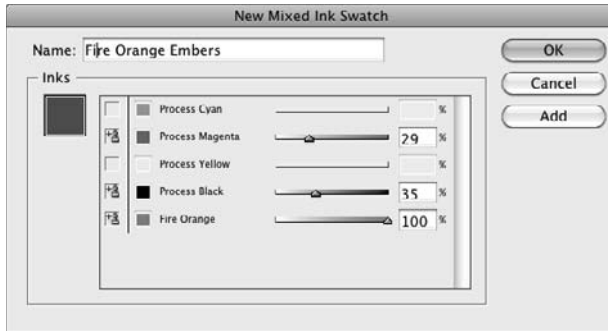 New Mixed Ink Swatch
Name: Fire Orange Embers
OK
Inks
Cancel
Process Cyan %
Add
Process Magenta 29 %
Process Yellow %
Process Black 35 %
Fire Orange 100 %